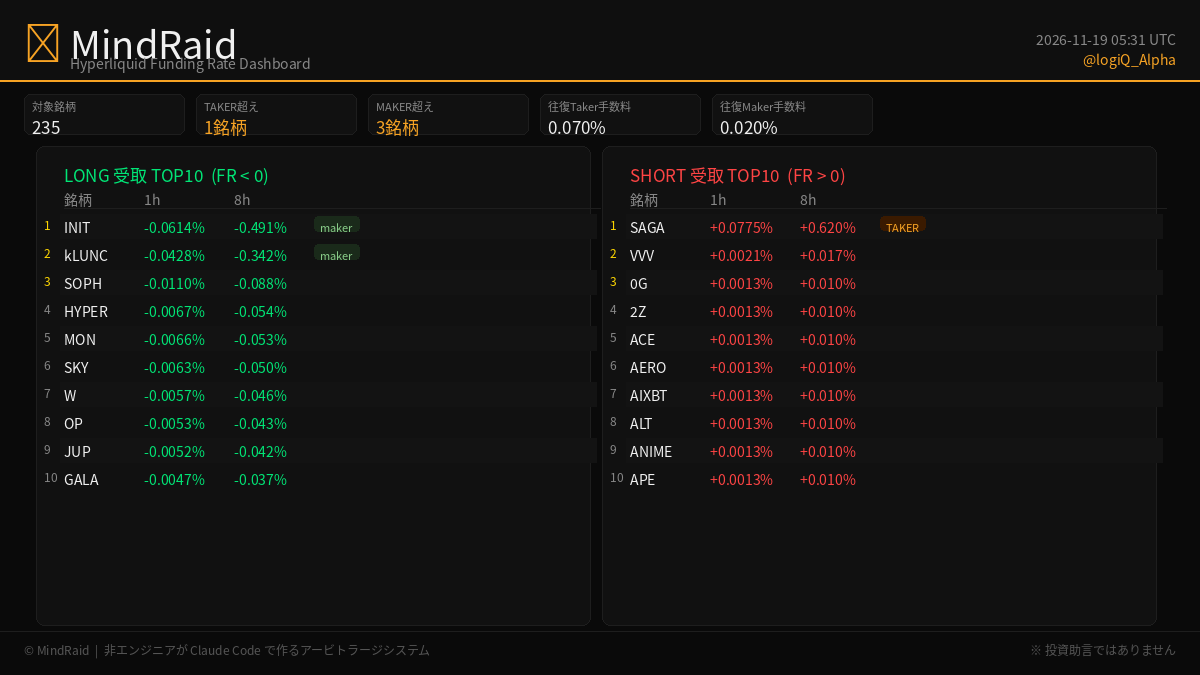 MindRaid
Hyperliquid Funding Rate Dashboard
2026-11-19 05:31 UTC
@logiQ_Alpha
対象銘柄
235
TAKER超え
1銘柄
MAKER超え
3銘柄
往復Taker手数料
0.070%
往復Maker手数料
0.020%
LONG 受取 TOP10 (FR < 0)
銘柄 1h 8h
1 INIT -0.0614% -0.491% maker
2 kLUNC -0.0428% -0.342% maker
3 SOPH -0.0110% -0.088%
4 HYPER -0.0067% -0.054%
5 MON -0.0066% -0.053%
6 SKY -0.0063% -0.050%
7 W -0.0057% -0.046%
8 OP -0.0053% -0.043%
9 JUP -0.0052% -0.042%
10 GALA -0.0047% -0.037%
SHORT 受取 TOP10 (FR > 0)
銘柄 1h 8h
1 SAGA +0.0775% +0.620% TAKER
2 VVV +0.0021% +0.017%
3 0G +0.0013% +0.010%
4 2Z +0.0013% +0.010%
5 ACE +0.0013% +0.010%
6 AERO +0.0013% +0.010%
7 AIXBT +0.0013% +0.010%
8 ALT +0.0013% +0.010%
9 ANIME +0.0013% +0.010%
10 APE +0.0013% +0.010%
© MindRaid | 非エンジニアが Claude Code で作るアービトラージシステム
※ 投資助言ではありません